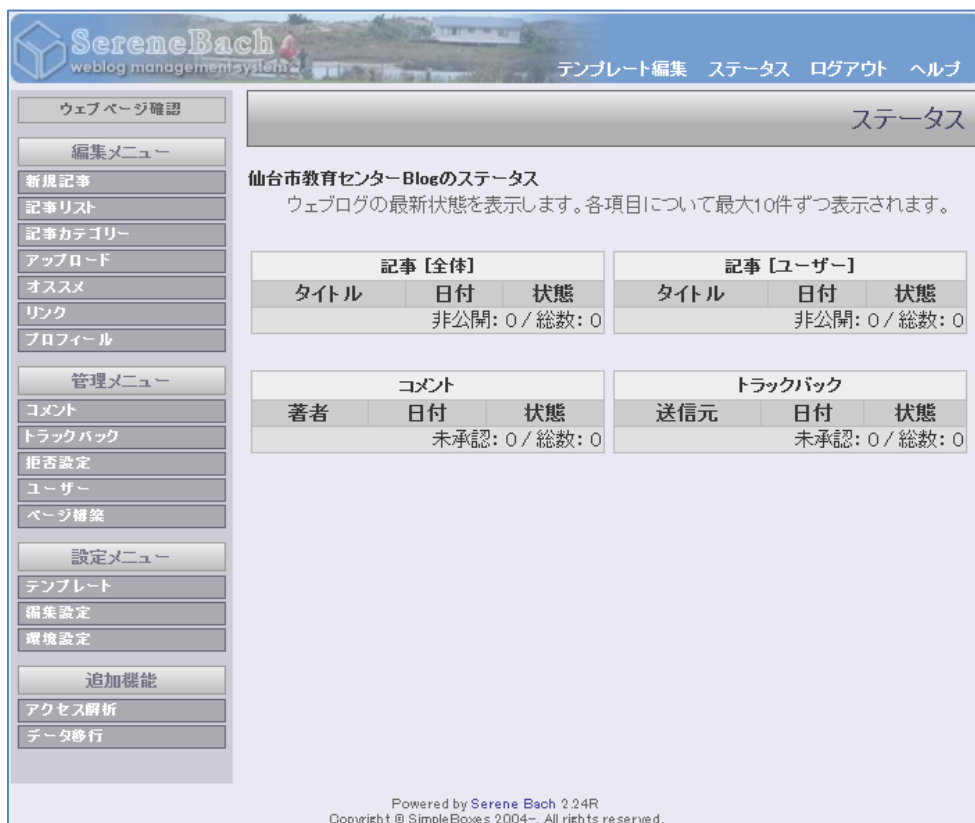 SereneBach
weblog management system
テンプレート編集 ステータス ログアウト ヘルプ
ウェブページ確認
編集メニュー
新規記事
記事リスト
記事カテゴリー
アップロード
オススメ
リンク
プロフィール
管理メニュー
コメント
トラックバック
拒否設定
ユーザー
ページ構築
設定メニュー
テンプレート
編集設定
環境設定
追加機能
アクセス解析
データ移行
ステータス
仙台市教育センターBlogのステータス
ウェブログの最新状態を表示します。各項目について最大10件ずつ表示されます。
記事 [全体]
タイトル 日付 状態
非公開: 0 / 総数: 0
記事 [ユーザー]
タイトル 日付 状態
非公開: 0 / 総数: 0
コメント
著者 日付 状態
未承認: 0 / 総数: 0
トラックバック
送信元 日付 状態
未承認: 0 / 総数: 0
Powered by Serene Bach 2.24R
Copyright © SimpleBoxes 2004-. All rights reserved.